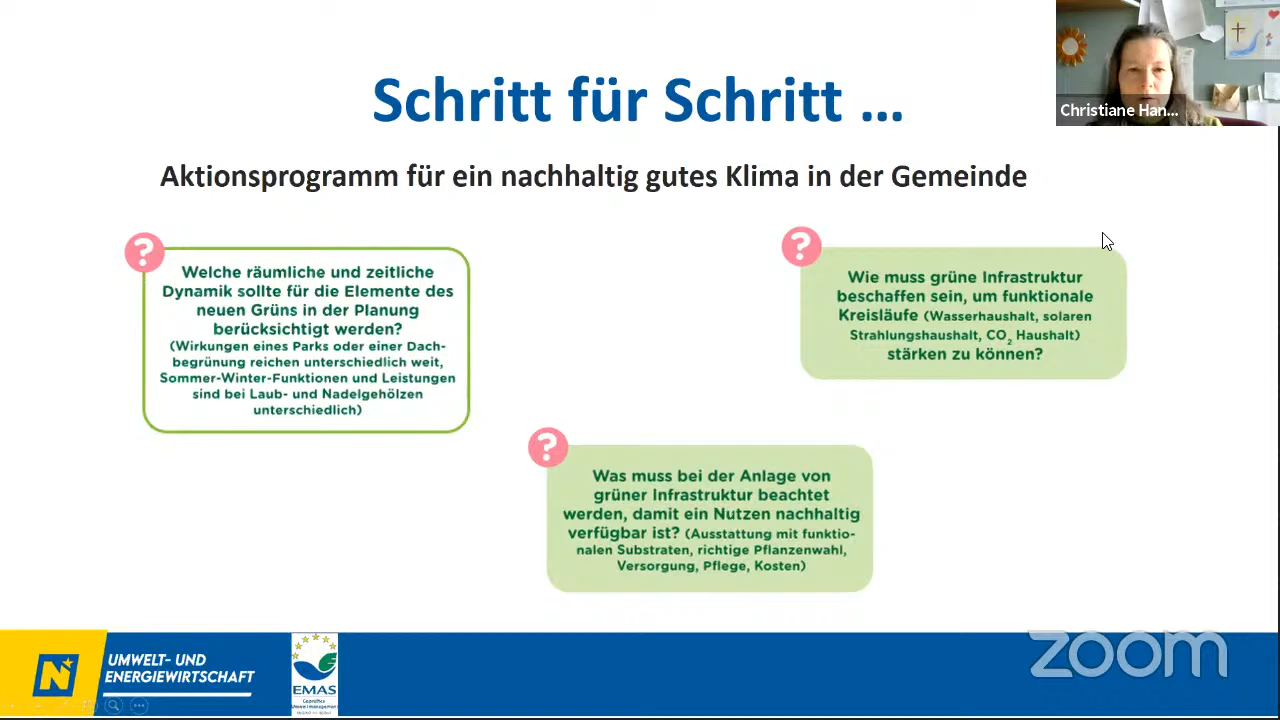 Schritt für Schritt ...
Christiane Han...
Aktionsprogramm für ein nachhaltig gutes Klima in der Gemeinde
?
Welche räumliche und zeitliche
Dynamik sollte für die Elemente des
neuen Grüns in der Planung
berücksichtigt werden?
(Wirkungen eines Parks oder einer Dach-
begrünung reichen unterschiedlich weit,
Sommer-Winter-Funktionen und Leistungen
sind bei Laub- und Nadelgehölzen
unterschiedlich)
?
Wie muss grüne Infrastruktur
beschaffen sein, um funktionale
Kreisläufe (Wasserhaushalt, solaren
Strahlungshaushalt, CO₂ Haushalt)
stärken zu können?
?
Was muss bei der Anlage von
grüner Infrastruktur beachtet
werden, damit ein Nutzen nachhaltig
verfügbar ist? (Ausstattung mit funktio-
nalen Substraten, richtige Pflanzenwahl,
Versorgung, Pflege, Kosten)
N
UMWELT- UND
ENERGIEWIRTSCHAFT
EMAS
Geprüftes
Umweltmanagement
zoom